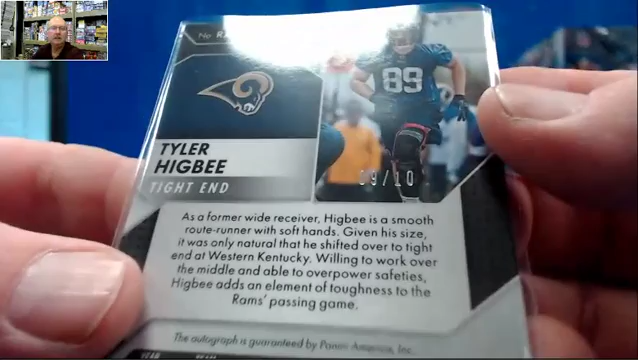 No
TYLER
HIGBEE
TIGHT END
89
09/10
As a former wide receiver, Higbee is a smooth
route-runner with soft hands. Given his size,
it was only natural that he shifted over to tight
end at Western Kentucky. Willing to work over
the middle and able to overpower safeties,
Higbee adds an element of toughness to the
Rams' passing game.
The autograph is guaranteed by Panini America, Inc.
YEAR TEAM